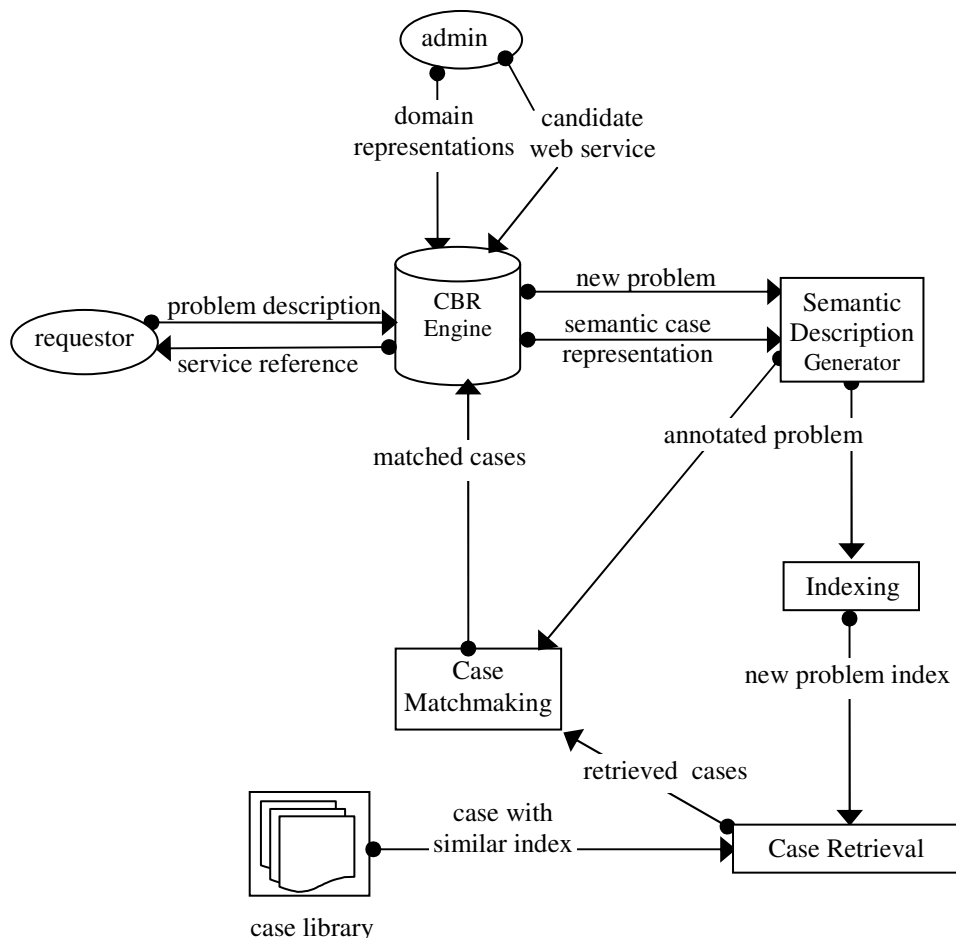 admin
domain
representations
candidate
web service
CBR
Engine
new problem
semantic case
representation
Semantic
Description
Generator
requestor
problem description
service reference
matched cases
annotated problem
Indexing
new problem index
Case
Matchmaking
retrieved cases
case with
similar index
Case Retrieval
case library